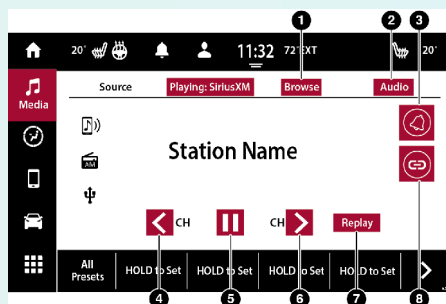 1 2 3
20° 11:32 72°EXT 20°
Media
Source Playing: SiriusXM Browse Audio
AM
Station Name
CH CH Replay
All Presets HOLD to Set HOLD to Set HOLD to Set HOLD to Set
4 5 6 7 8